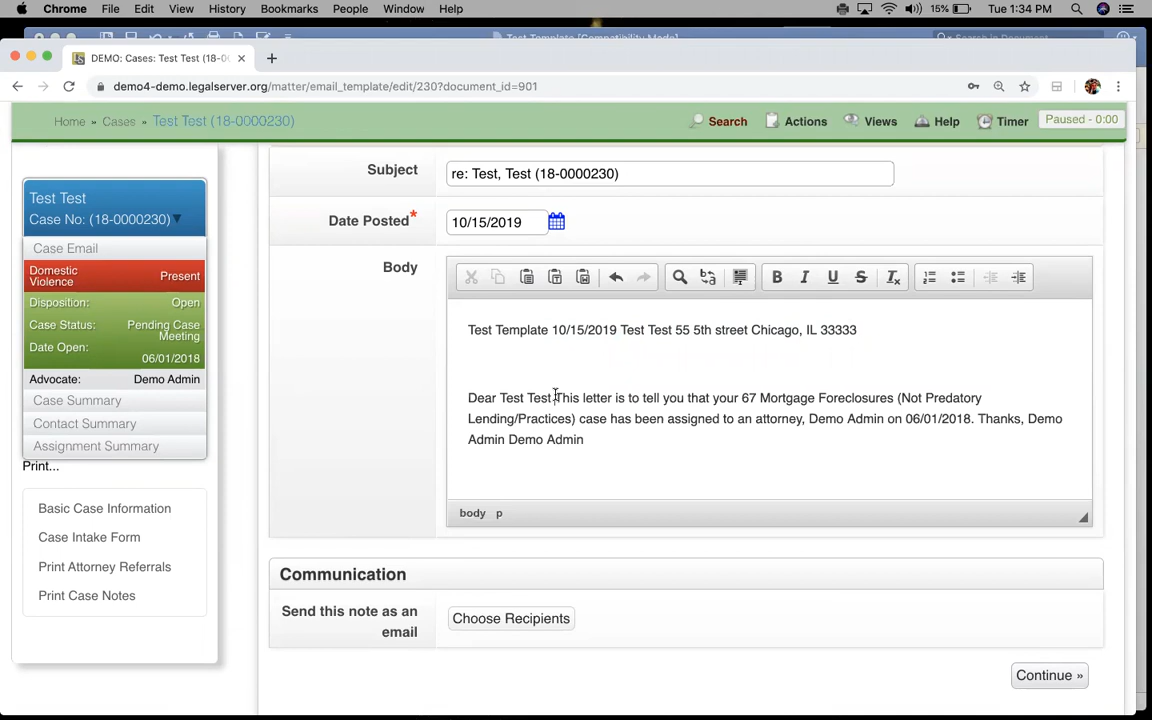 Chrome File Edit View History Bookmarks People Window Help 15% Tue 1:34 PM
Test Template [Compatibility Mode] Search in Document
DEMO: Cases: Test Test (18-00
demo4-demo.legalserver.org/matter/email_template/edit/230?document_id=901
Home » Cases » Test Test (18-0000230) Search Actions Views Help Timer Paused - 0:00
Test Test
Case No: (18-0000230)
Case Email
Domestic Violence Present
Disposition: Open
Case Status: Pending Case Meeting
Date Open: 06/01/2018
Advocate: Demo Admin
Case Summary
Contact Summary
Assignment Summary
Print...
Basic Case Information
Case Intake Form
Print Attorney Referrals
Print Case Notes
Subject re: Test, Test (18-0000230)
Date Posted* 10/15/2019
Body
Test Template 10/15/2019 Test Test 55 5th street Chicago, IL 33333
Dear Test Test This letter is to tell you that your 67 Mortgage Foreclosures (Not Predatory
Lending/Practices) case has been assigned to an attorney, Demo Admin on 06/01/2018. Thanks, Demo
Admin Demo Admin
body p
Communication
Send this note as an email Choose Recipients
Continue »